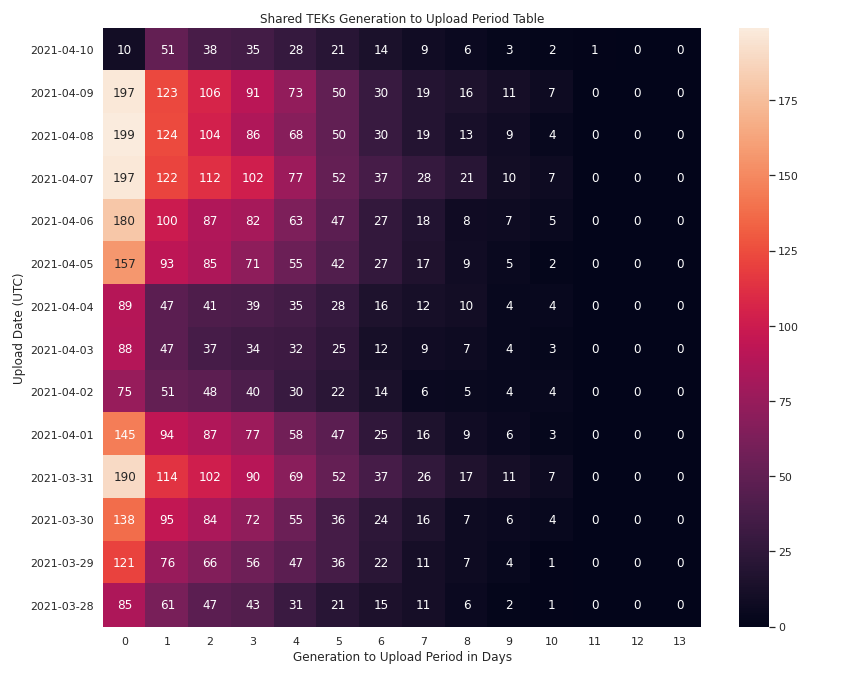 Shared TEKs Generation to Upload Period Table
Upload Date (UTC)
2021-04-10 10 51 38 35 28 21 14 9 6 3 2 1 0 0
2021-04-09 197 123 106 91 73 50 30 19 16 11 7 0 0 0
2021-04-08 199 124 104 86 68 50 30 19 13 9 4 0 0 0
2021-04-07 197 122 112 102 77 52 37 28 21 10 7 0 0 0
2021-04-06 180 100 87 82 63 47 27 18 8 7 5 0 0 0
2021-04-05 157 93 85 71 55 42 27 17 9 5 2 0 0 0
2021-04-04 89 47 41 39 35 28 16 12 10 4 4 0 0 0
2021-04-03 88 47 37 34 32 25 12 9 7 4 3 0 0 0
2021-04-02 75 51 48 40 30 22 14 6 5 4 4 0 0 0
2021-04-01 145 94 87 77 58 47 25 16 9 6 3 0 0 0
2021-03-31 190 114 102 90 69 52 37 26 17 11 7 0 0 0
2021-03-30 138 95 84 72 55 36 24 16 7 6 4 0 0 0
2021-03-29 121 76 66 56 47 36 22 11 7 4 1 0 0 0
2021-03-28 85 61 47 43 31 21 15 11 6 2 1 0 0 0
0 1 2 3 4 5 6 7 8 9 10 11 12 13
Generation to Upload Period in Days
175
150
125
100
75
50
25
0